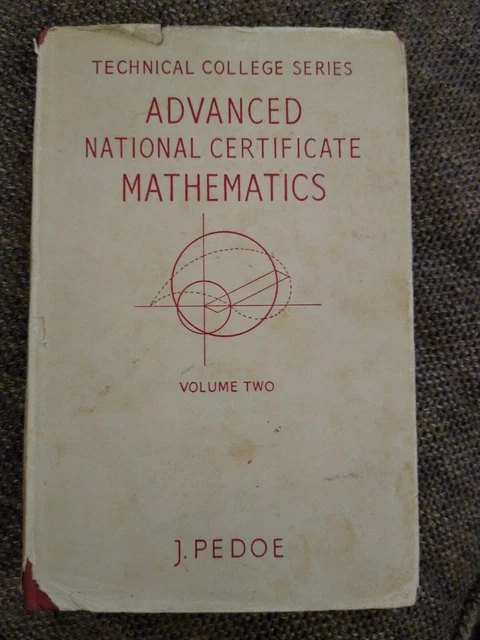 TECHNICAL COLLEGE SERIES
ADVANCED
NATIONAL CERTIFICATE
MATHEMATICS
VOLUME TWO
J. PEDOE